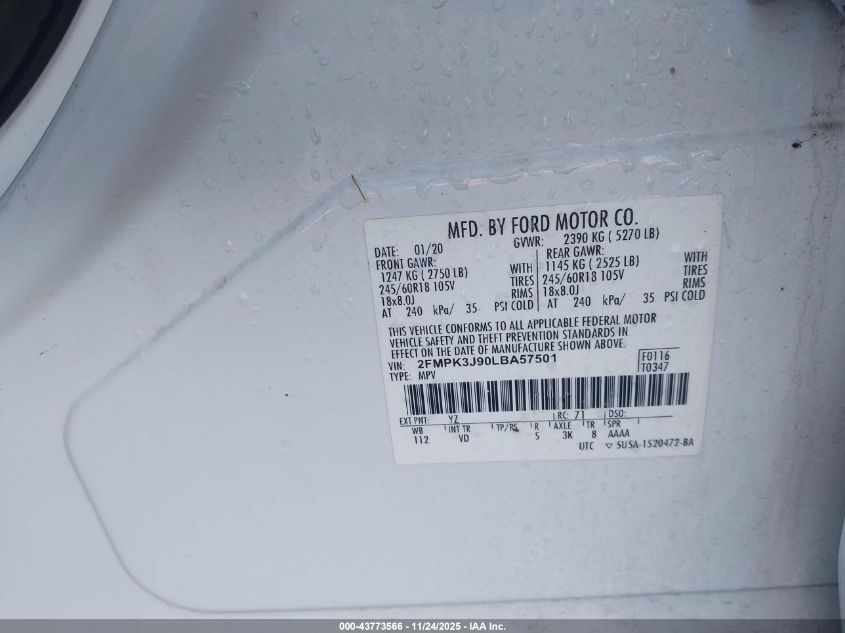 MFD. BY FORD MOTOR CO.
DATE: 01/20 GVWR: 2390 KG ( 5270 LB)
FRONT GAWR: REAR GAWR:
1247 KG ( 2750 LB) WITH 1145 KG ( 2525 LB) WITH
245/60R18 105V TIRES 245/60R18 105V TIRES
18x8.0J RIMS 18x8.0J RIMS
AT 240 kPa/ 35 PSI COLD AT 240 kPa/ 35 PSI COLD
THIS VEHICLE CONFORMS TO ALL APPLICABLE FEDERAL MOTOR
VEHICLE SAFETY AND THEFT PREVENTION STANDARDS IN
EFFECT ON THE DATE OF MANUFACTURE SHOWN ABOVE.
VIN: 2FMPK3J90LBA57501 F0116
TYPE: MPV T0347
EXT PNT: YZ RC: 71 DSO:
WB INT TR TP/PS R AXLE TR SPR
112 VD S 3K 8 AAAA
UTC ▽ 5U5A-1520472-BA
000-43773566 - 11/24/2025 - IAA Inc.